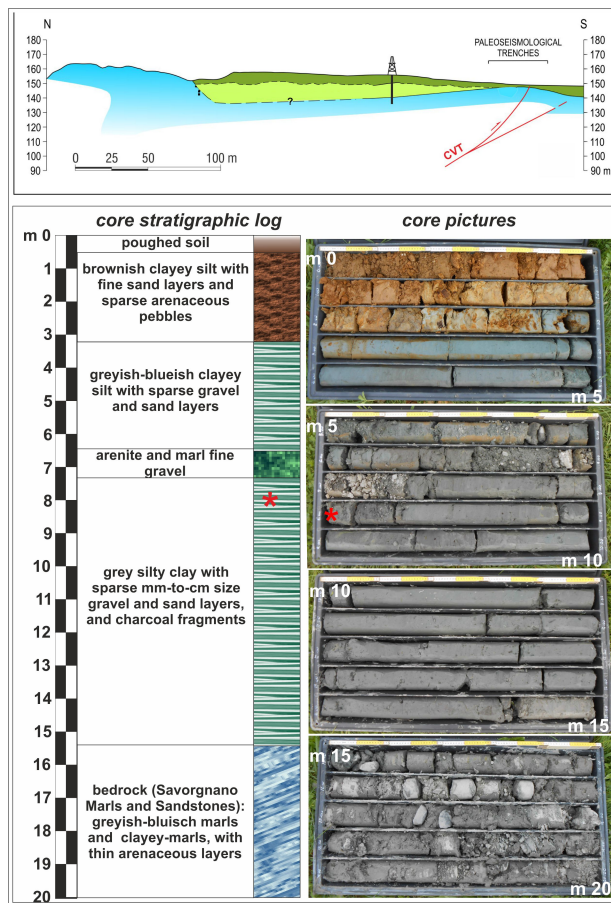 N
S
180
170
160
150
140
130
120
110
100
90
PALEOSEISMOLOGICAL
TRENCHES
180
170
160
150
140
130
120
110
100
90 m
?
CVT
0 25 50 100 m
core stratigraphic log
core pictures
m 0
1
2
3
4
5
6
7
8
9
10
11
12
13
14
15
16
17
18
19
20
poughed soil
brownish clayey silt with
fine sand layers and
sparse arenaceous
pebbles
greyish-blueish clayey
silt with sparse gravel
and sand layers
arenite and marl fine
gravel
*
grey silty clay with
sparse mm-to-cm size
gravel and sand layers,
and charcoal fragments
bedrock (Savorgnano
Marls and Sandstones):
greyish-bluisch marls
and clayey-marls, with
thin arenaceous layers
m 0
m 5
m 5
*
m 10
m 10
m 15
m 15
m 20